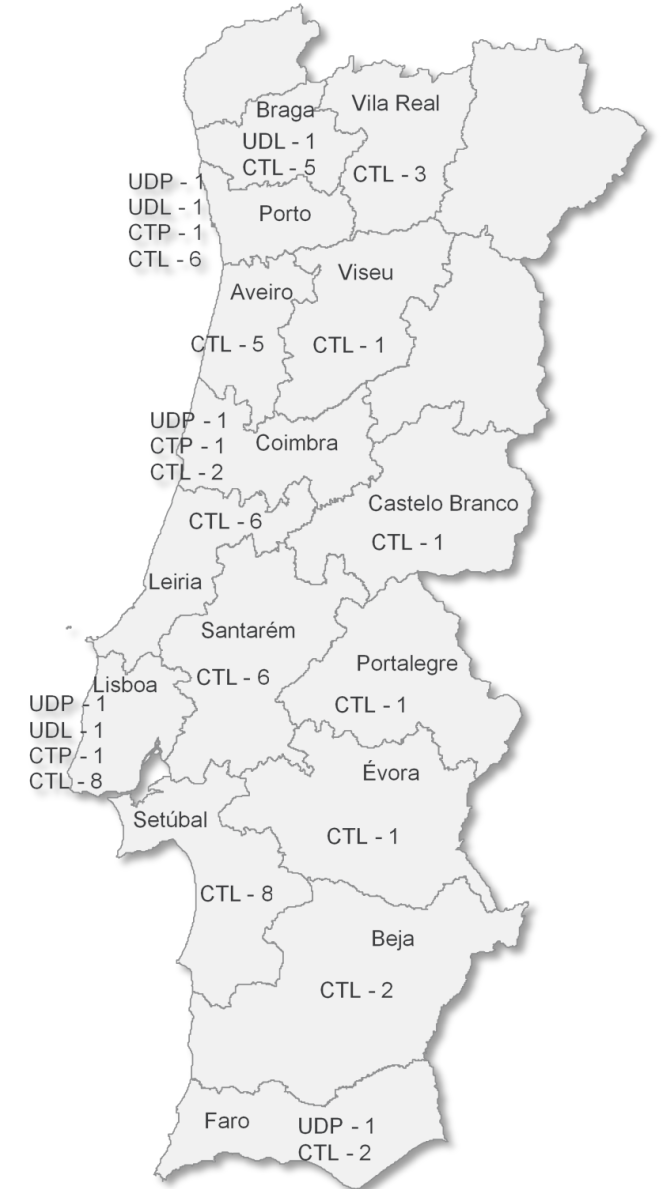 Braga
UDL - 1
CTL - 5
Vila Real
CTL - 3
UDP - 1
UDL - 1
CTP - 1
CTL - 6
Porto
Viseu
CTL - 1
Aveiro
CTL - 5
UDP - 1
CTP - 1
CTL - 2
Coimbra
Castelo Branco
CTL - 1
CTL - 6
Leiria
Santarém
CTL - 6
Portalegre
CTL - 1
Lisboa
UDP - 1
UDL - 1
CTP - 1
CTL - 8
Évora
CTL - 1
Setúbal
CTL - 8
Beja
CTL - 2
Faro
UDP - 1
CTL - 2